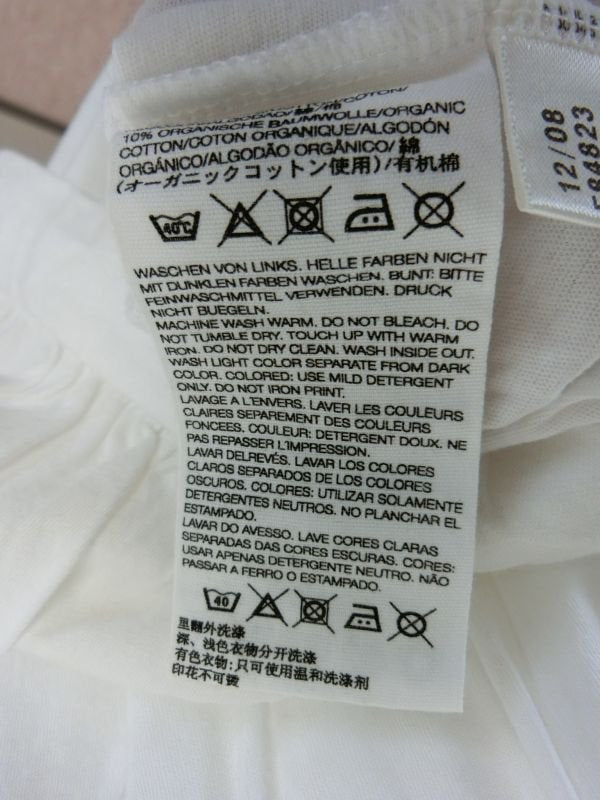 10% ORGANISCHE BAUMWOLLE/ORGANIC
COTTON/COTON ORGANIQUE/ALGODÓN
ORGÁNICO/ALGODÃO ORGÂNICO/綿
(オーガニックコットン使用)/有机棉
40℃
WASCHEN VON LINKS. HELLE FARBEN NICHT
MIT DUNKLEN FARBEN WASCHEN. BUNT: BITTE
FEINWASCHMITTEL VERWENDEN. DRUCK
NICHT BUEGELN.
MACHINE WASH WARM. DO NOT BLEACH. DO
NOT TUMBLE DRY. TOUCH UP WITH WARM
IRON. DO NOT DRY CLEAN. WASH INSIDE OUT.
WASH LIGHT COLOR SEPARATE FROM DARK
COLOR. COLORED: USE MILD DETERGENT
ONLY. DO NOT IRON PRINT.
LAVAGE A L'ENVERS. LAVER LES COULEURS
CLAIRES SEPAREMENT DES COULEURS
FONCEES. COULEUR: DETERGENT DOUX. NE
PAS REPASSER L'IMPRESSION.
LAVAR DELREVÉS. LAVAR LOS COLORES
CLAROS SEPARADOS DE LOS COLORES
OSCUROS. COLORES: UTILIZAR SOLAMENTE
DETERGENTES NEUTROS. NO PLANCHAR EL
ESTAMPADO.
LAVAR DO AVESSO. LAVE CORES CLARAS
SEPARADAS DAS CORES ESCURAS. CORES:
USAR APENAS DETERGENTE NEUTRO. NÃO
PASSAR A FERRO O ESTAMPADO.
40
里翻外洗涤
深、浅色衣物分开洗涤
有色衣物:只可使用温和洗涤剂
印花不可烫
12/08